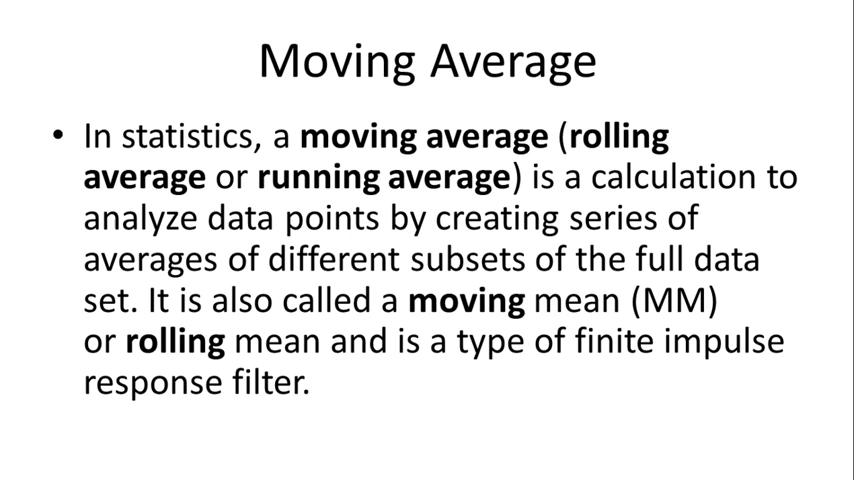 Moving Average
• In statistics, a moving average (rolling
average or running average) is a calculation to
analyze data points by creating series of
averages of different subsets of the full data
set. It is also called a moving mean (MM)
or rolling mean and is a type of finite impulse
response filter.